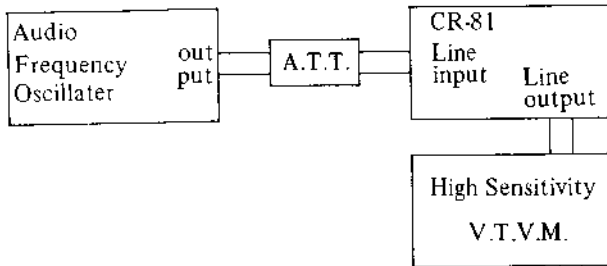 Audio
Frequency
Oscillater
out
put
A.T.T.
CR-81
Line
input
Line
output
High Sensitivity
V.T.V.M.